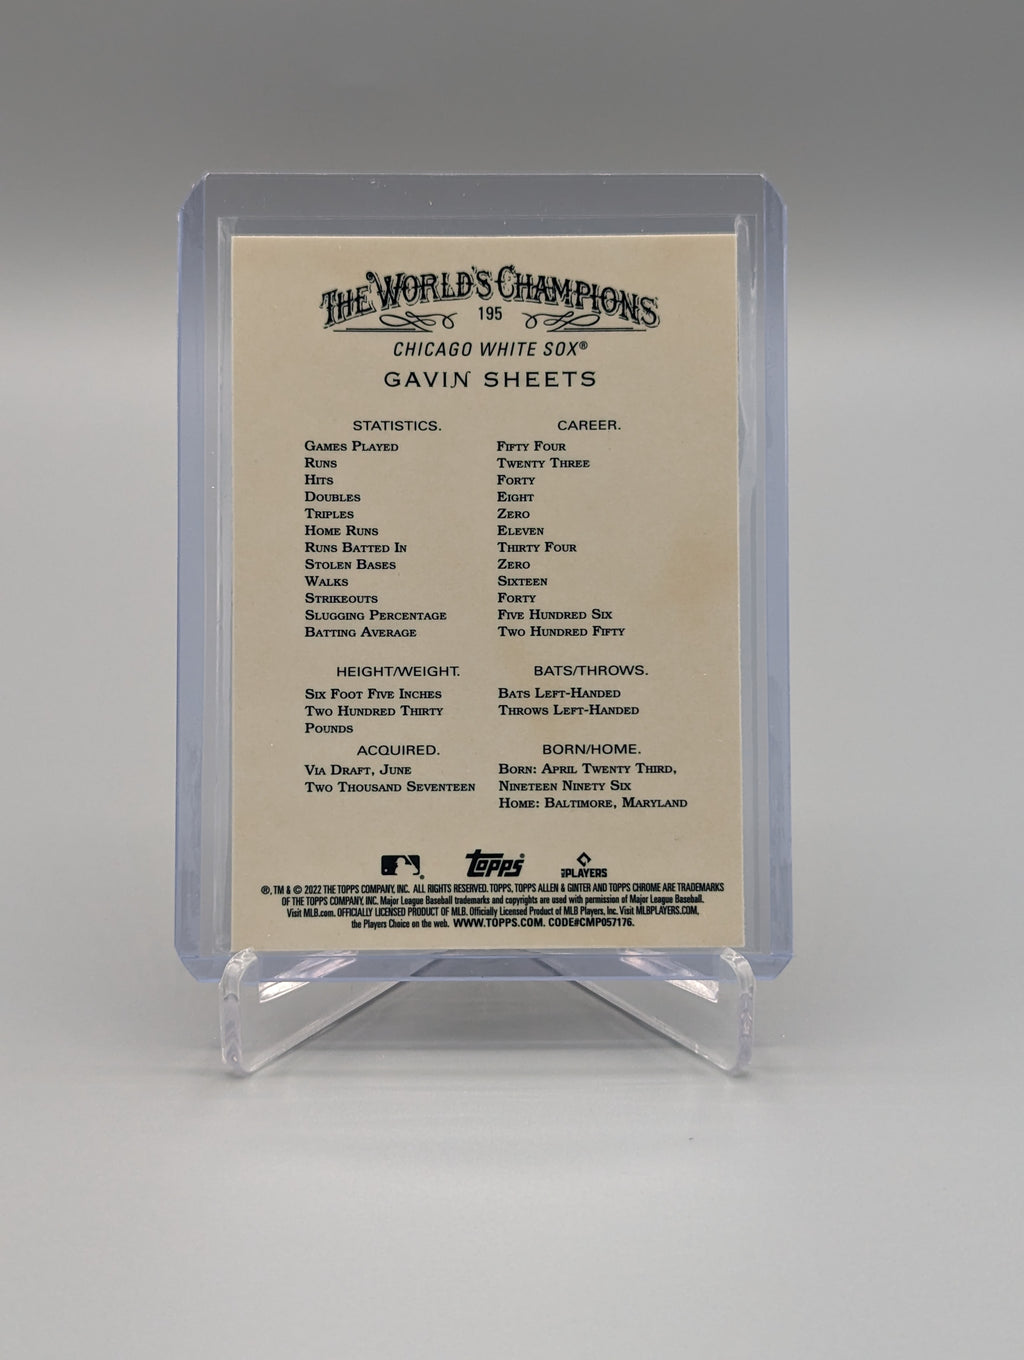 THE WORLD'S CHAMPIONS
195
CHICAGO WHITE SOX®
GAVIN SHEETS
STATISTICS. CAREER.
GAMES PLAYED FIFTY FOUR
RUNS TWENTY THREE
HITS FORTY
DOUBLES EIGHT
TRIPLES ZERO
HOME RUNS ELEVEN
RUNS BATTED IN THIRTY FOUR
STOLEN BASES ZERO
WALKS SIXTEEN
STRIKEOUTS FORTY
SLUGGING PERCENTAGE FIVE HUNDRED SIX
BATTING AVERAGE TWO HUNDRED FIFTY
HEIGHT/WEIGHT. BATS/THROWS.
SIX FOOT FIVE INCHES BATS LEFT-HANDED
TWO HUNDRED THIRTY THROWS LEFT-HANDED
POUNDS
ACQUIRED. BORN/HOME.
VIA DRAFT, JUNE BORN: APRIL TWENTY THIRD,
TWO THOUSAND SEVENTEEN NINETEEN NINETY SIX
HOME: BALTIMORE, MARYLAND
Topps® MLBPLAYERS
®, TM & © 2022 THE TOPPS COMPANY, INC. ALL RIGHTS RESERVED. TOPPS, TOPPS ALLEN & GINTER AND TOPPS CHROME ARE TRADEMARKS
OF THE TOPPS COMPANY, INC. Major League Baseball trademarks and copyrights are used with permission of Major League Baseball.
Visit MLB.com. OFFICIALLY LICENSED PRODUCT OF MLB. Officially Licensed Product of MLB Players, Inc. Visit MLBPLAYERS.COM,
the Players Choice on the web. WWW.TOPPS.COM. CODE#CMP057176.